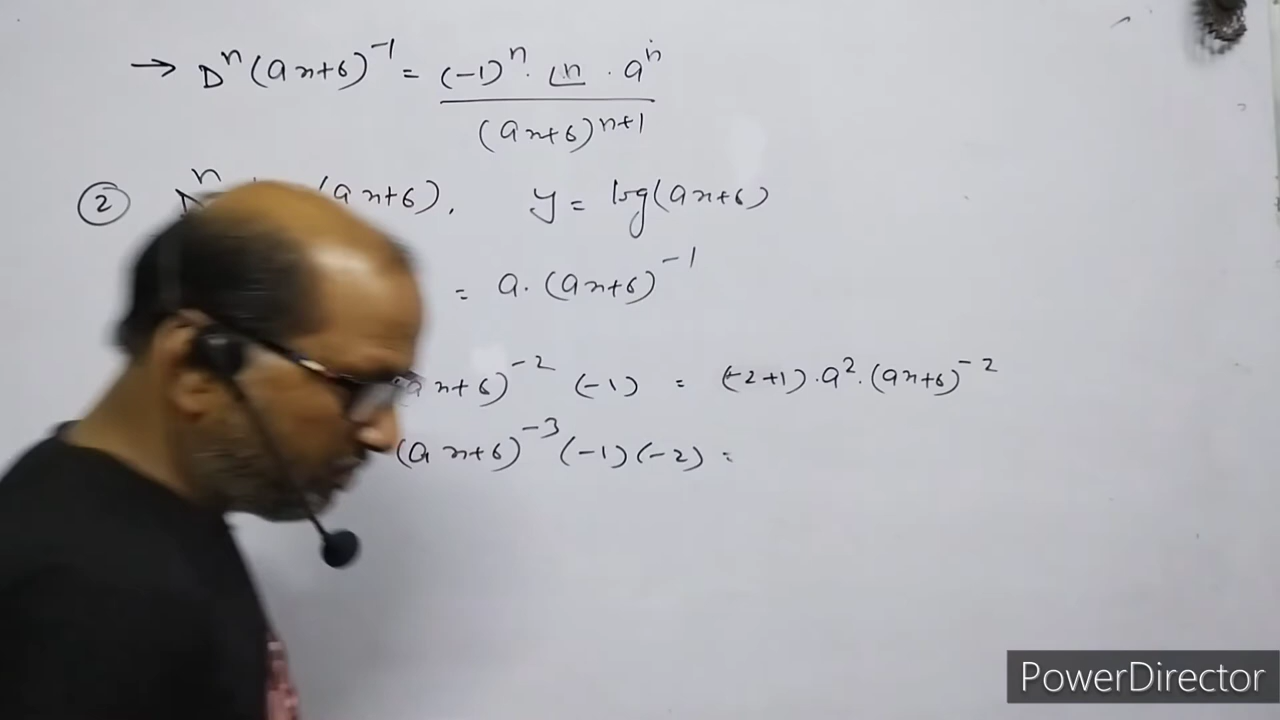 → Dⁿ(ax+b)⁻¹ = (-1)ⁿ · |n · aⁿ
(ax+b)ⁿ⁺¹
② n (ax+b), y = log(ax+b)
= a · (ax+b)⁻¹
(ax+b)⁻² (-1) = (-2+1) · a² · (ax+b)⁻²
(ax+b)⁻³ (-1)(-2) =
PowerDirector